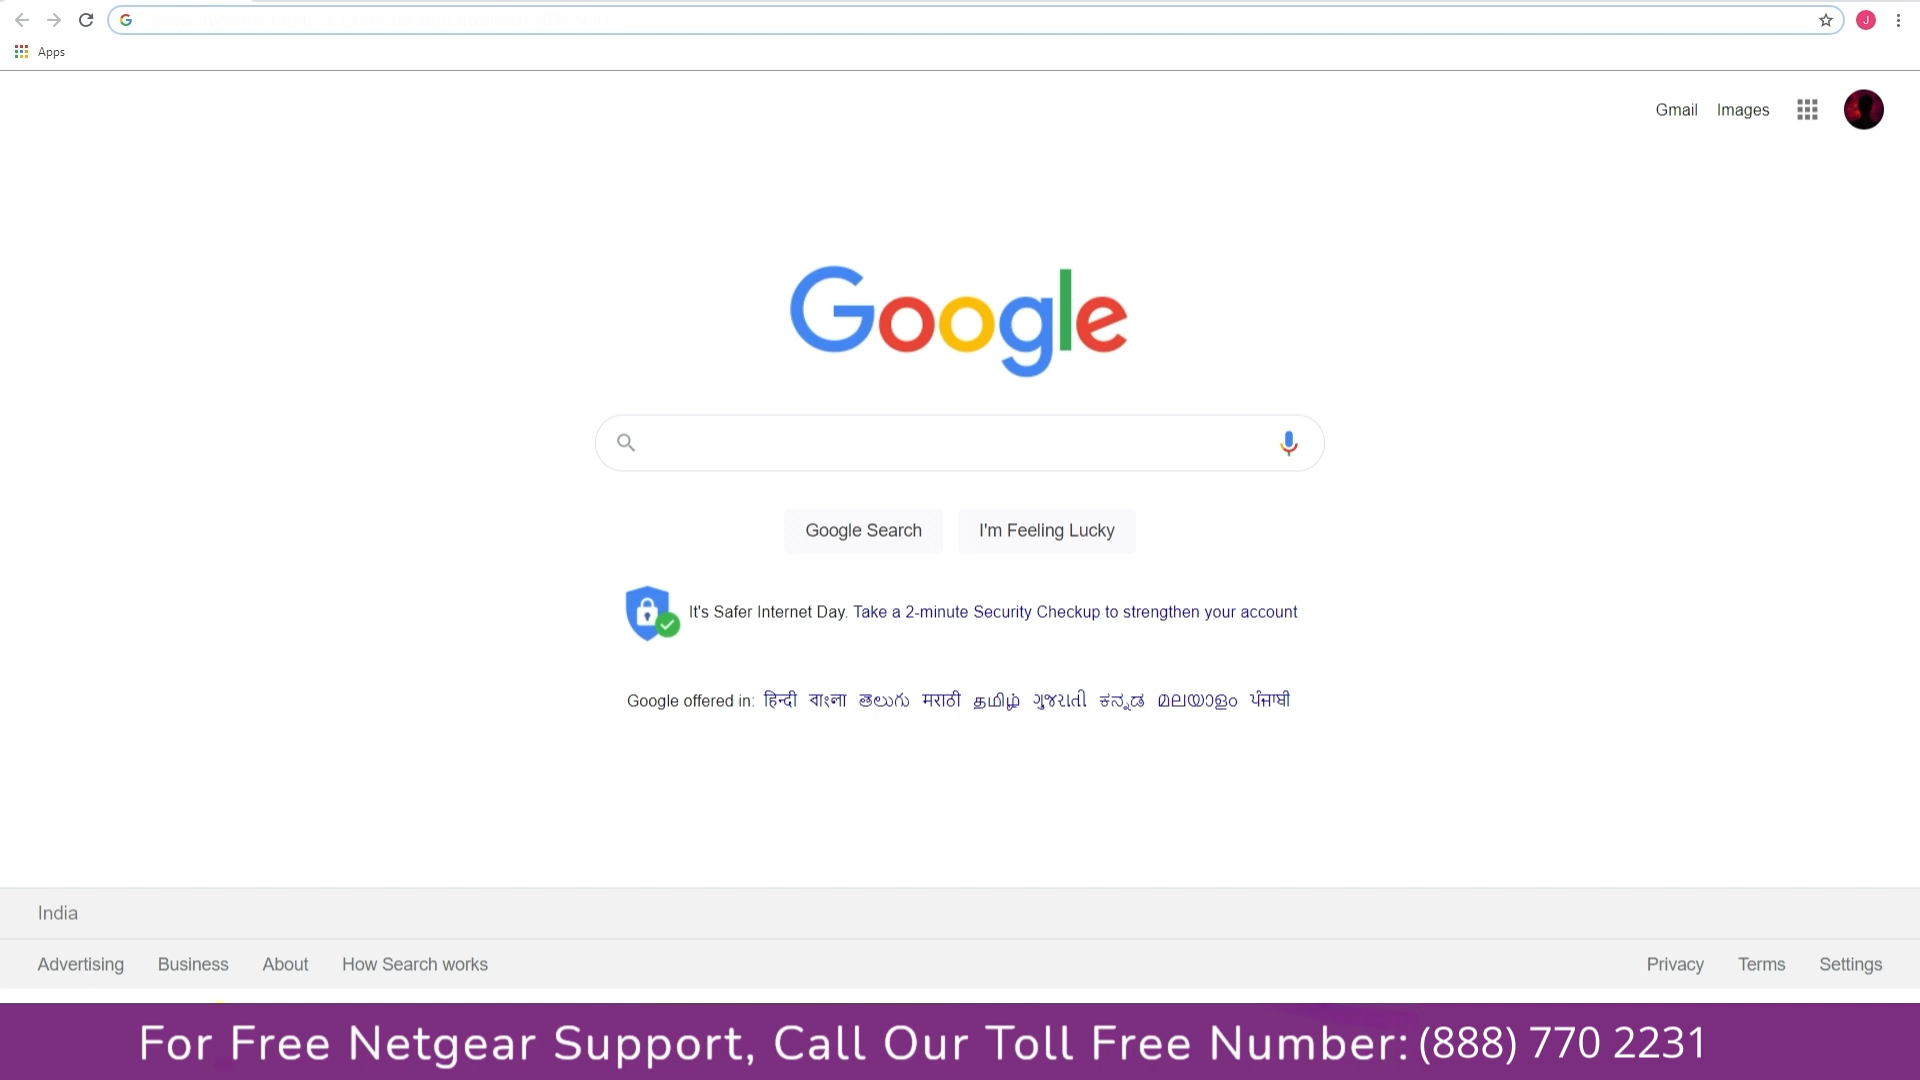 Apps
J
Gmail Images
Google
Google Search I'm Feeling Lucky
It's Safer Internet Day. Take a 2-minute Security Checkup to strengthen your account
Google offered in: हिन्दी বাংলা తెలుగు मराठी தமிழ் ગુજરાતી ಕನ್ನಡ മലയാളം ਪੰਜਾਬੀ
India
Advertising Business About How Search works Privacy Terms Settings
For Free Netgear Support, Call Our Toll Free Number: (888) 770 2231